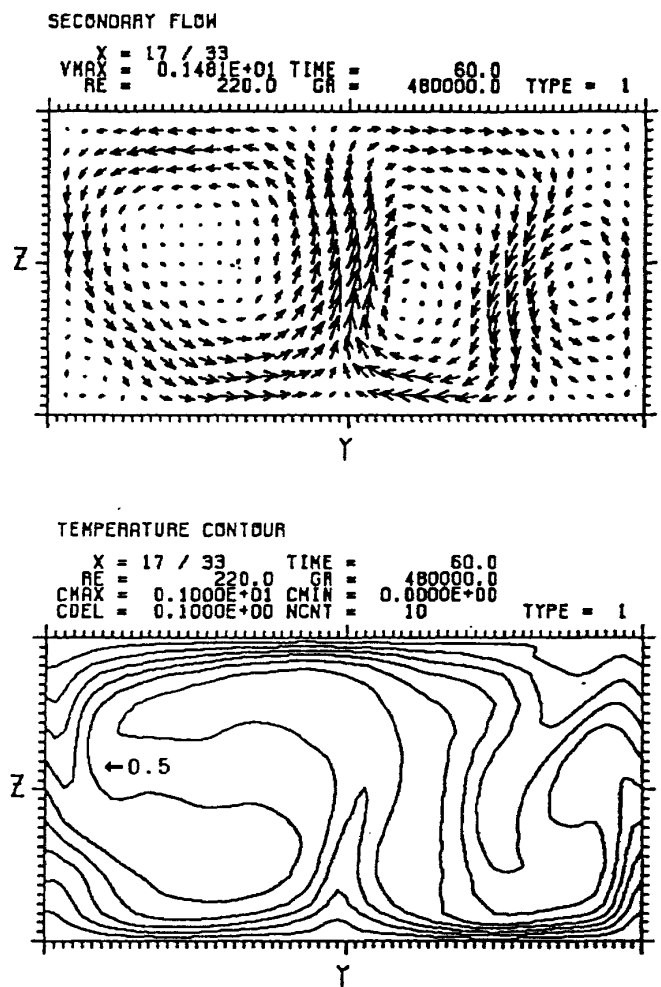 SECONDARY FLOW
X = 17 / 33
VMAX = 0.1481E+01 TIME = 60.0
RE = 220.0 GR = 480000.0 TYPE = 1
Z
Y
TEMPERATURE CONTOUR
X = 17 / 33 TIME = 60.0
RE = 220.0 GR = 480000.0
CMAX = 0.1000E+01 CMIN = 0.0000E+00
CDEL = 0.1000E+00 NCNT = 10 TYPE = 1
←0.5
Z
Y